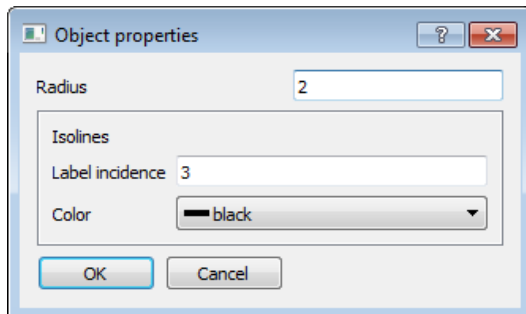 Object properties
Radius 2
Isolines
Label incidence 3
Color black
OK Cancel